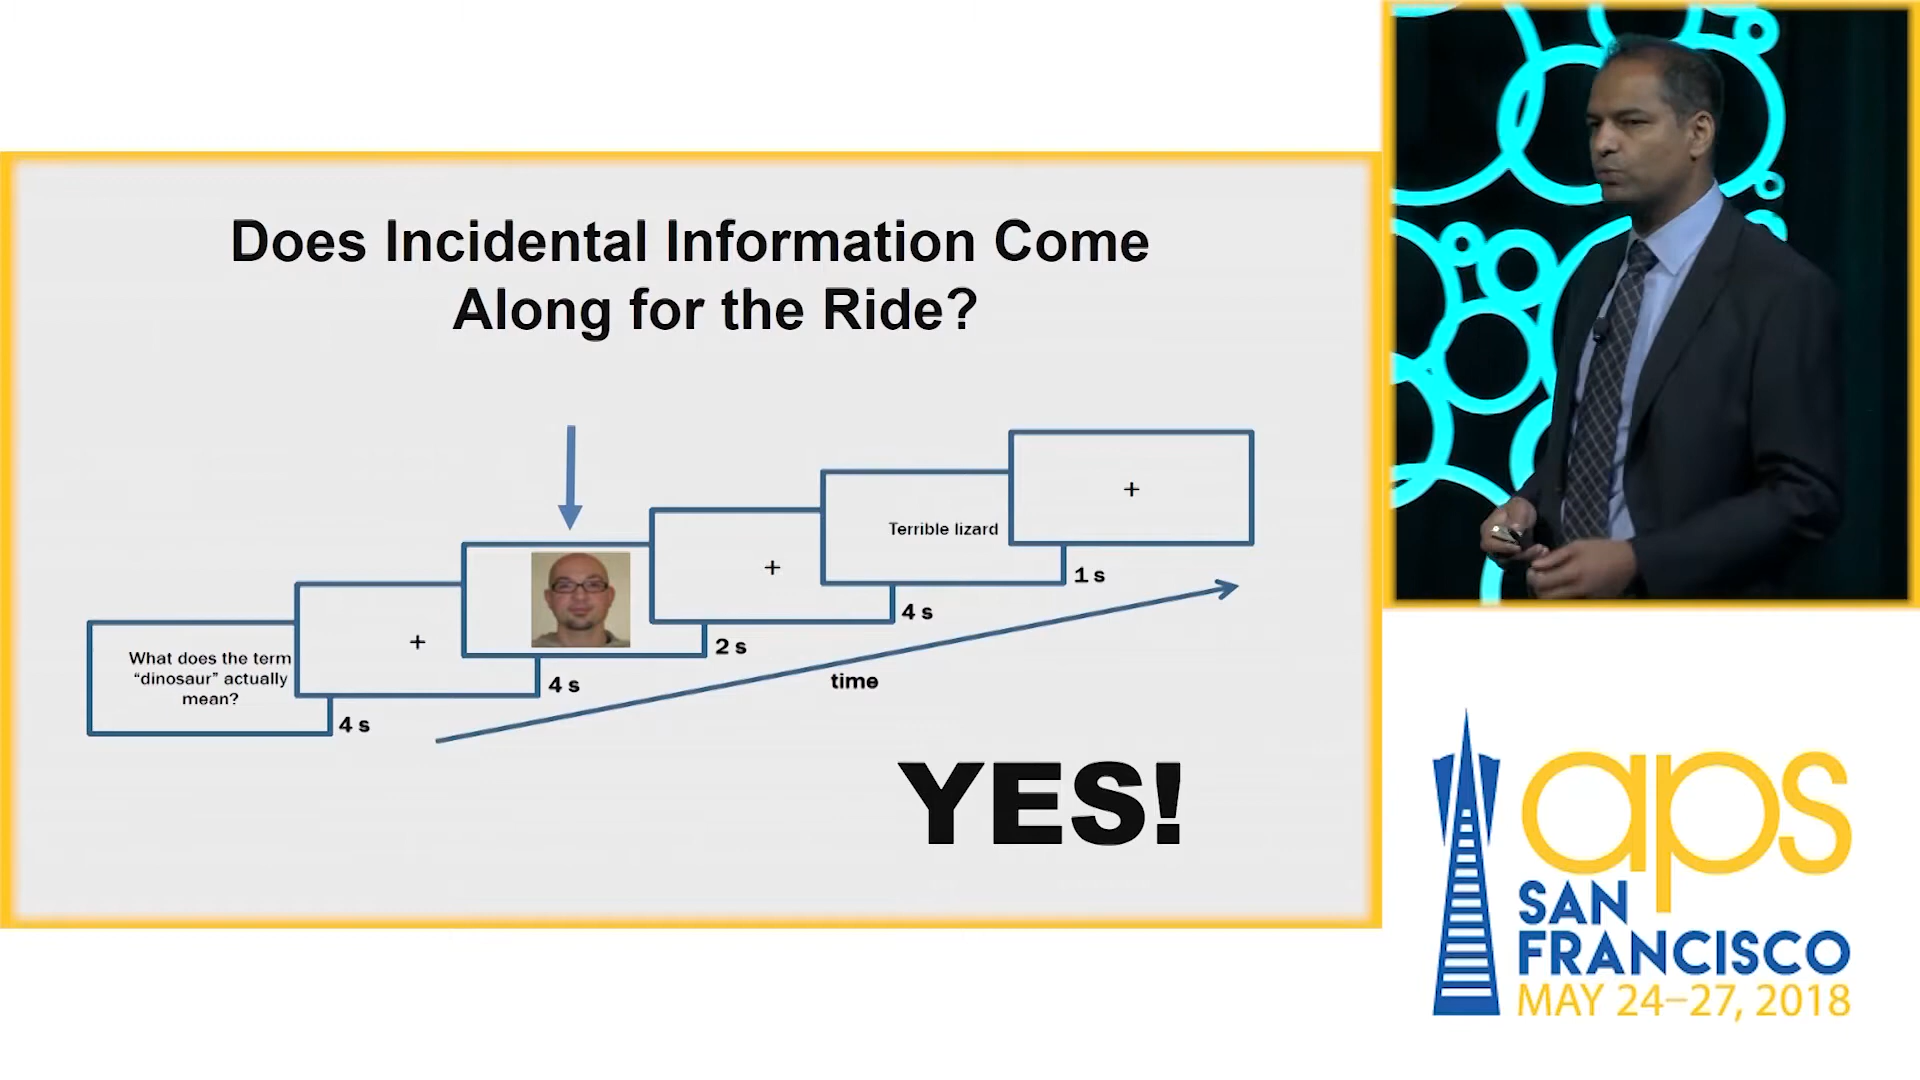 Does Incidental Information Come
Along for the Ride?
What does the term
“dinosaur” actually
mean?
4 s
+
4 s
2 s
+
4 s
Terrible lizard
1 s
+
time
YES!
aps
SAN
FRANCISCO
MAY 24–27, 2018